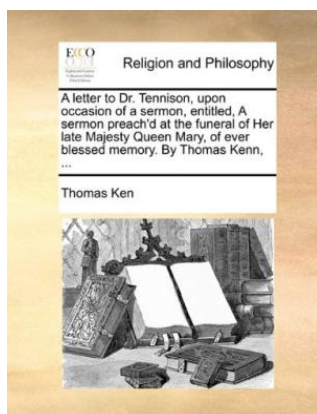 ECCO
Religion and Philosophy
A letter to Dr. Tennison, upon
occasion of a sermon, entitled, A
sermon preach'd at the funeral of Her
late Majesty Queen Mary, of ever
blessed memory. By Thomas Kenn,
...
Thomas Ken